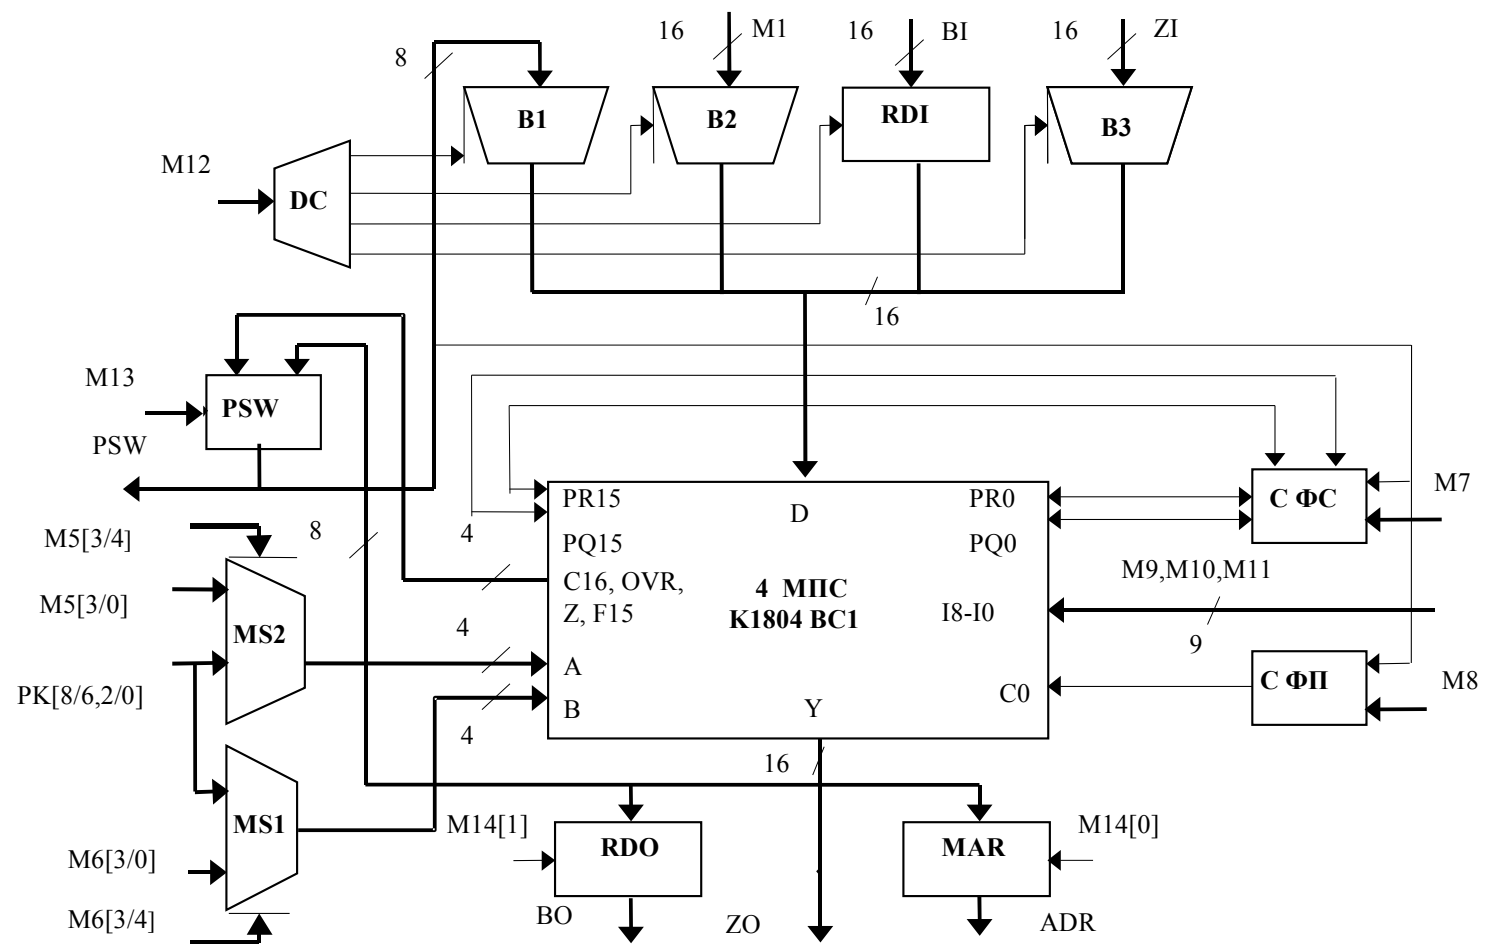 16
M1
16
BI
16
ZI
8
B1
B2
RDI
B3
M12
DC
16
M13
PSW
PSW
M5[3/4]
8
4
PR15
D
PR0
С ФС
M7
PQ15
PQ0
M5[3/0]
C16, OVR,
Z, F15
4 МПС
К1804 ВС1
I8-I0
M9,M10,M11
9
MS2
4
A
PK[8/6,2/0]
B
Y
C0
С ФП
M8
4
16
MS1
M14[1]
RDO
MAR
M14[0]
M6[3/0]
M6[3/4]
BO
ZO
ADR